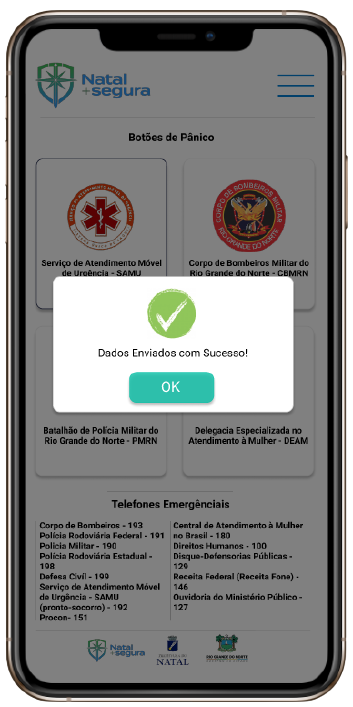 Natal
+segura
Botões de Pânico
CORPO DE BOMBEIROS MILITAR
RIO GRANDE DO NORTE
Serviço de Atendimento Móvel
de Urgência - SAMU
Corpo de Bombeiros Militar do
Rio Grande do Norte - CBMRN
Dados Enviados com Sucesso!
OK
Batalhão de Polícia Militar do
Rio Grande do Norte - PMRN
Delegacia Especializada no
Atendimento à Mulher - DEAM
Telefones Emergênciais
Corpo de Bombeiros - 193
Polícia Rodoviária Federal - 191
Polícia Militar - 190
Polícia Rodoviária Estadual -
198
Defesa Civil - 199
Serviço de Atendimento Móvel
de Urgência - SAMU
(pronto-socorro) - 192
Procon- 151
Central de Atendimento à Mulher
no Brasil - 180
Direitos Humanos - 100
Disque-Defensorias Públicas -
129
Receita Federal (Receita Fone) -
146
Ouvidoria do Ministério Público -
127
Natal
+segura
NATAL
RIO GRANDE DO NORTE